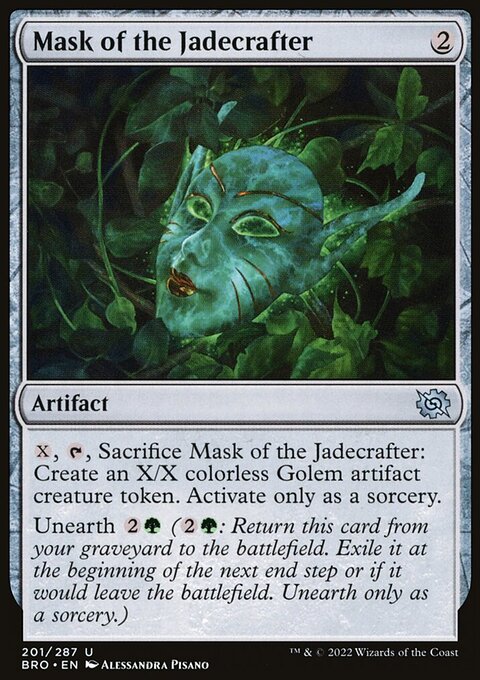 Mask of the Jadecrafter 2
Artifact
X, T, Sacrifice Mask of the Jadecrafter:
Create an X/X colorless Golem artifact
creature token. Activate only as a sorcery.
Unearth 2 (2 : Return this card from
your graveyard to the battlefield. Exile it at
the beginning of the next end step or if it
would leave the battlefield. Unearth only as
a sorcery.)
201/287 U
BRO • EN Alessandra Pisano
™ & © 2022 Wizards of the Coast